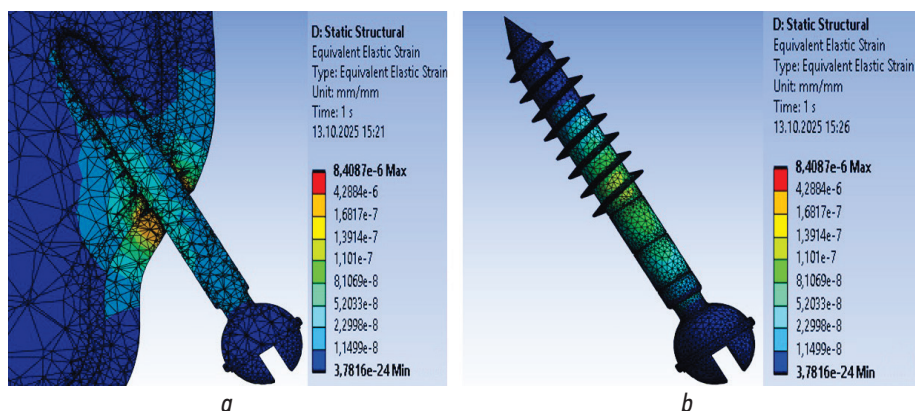 D: Static Structural
Equivalent Elastic Strain
Type: Equivalent Elastic Strain
Unit: mm/mm
Time: 1 s
13.10.2025 15:21
8,4087e-6 Max
4,2884e-6
1,6817e-7
1,3914e-7
1,101e-7
8,1069e-8
5,2033e-8
2,2998e-8
1,1499e-8
3,7816e-24 Min
a
D: Static Structural
Equivalent Elastic Strain
Type: Equivalent Elastic Strain
Unit: mm/mm
Time: 1 s
13.10.2025 15:26
8,4087e-6 Max
4,2884e-6
1,6817e-7
1,3914e-7
1,101e-7
8,1069e-8
5,2033e-8
2,2998e-8
1,1499e-8
3,7816e-24 Min
b